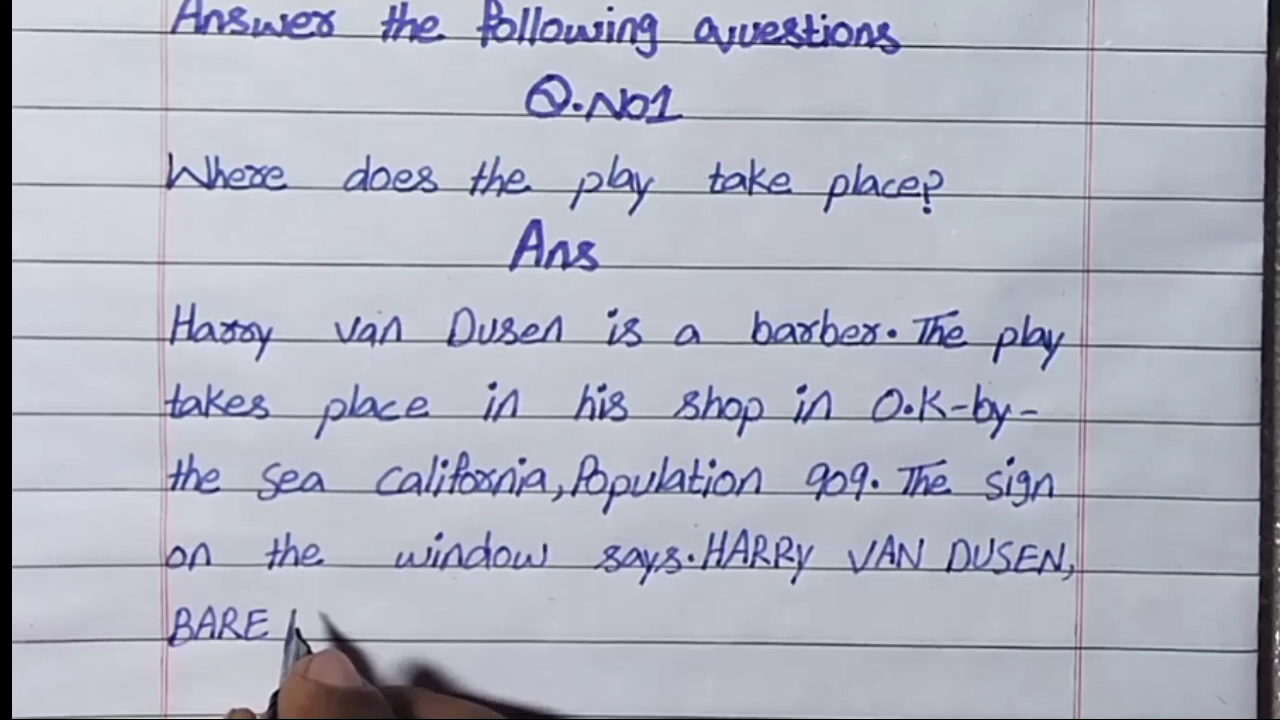 Answer the following questions
Q.No1
Where does the play take place?
Ans
Harry Van Dusen is a barber. The play
takes place in his shop in O.K-by-
the sea California, Population 909. The sign
on the window says. HARRY VAN DUSEN,
BARE